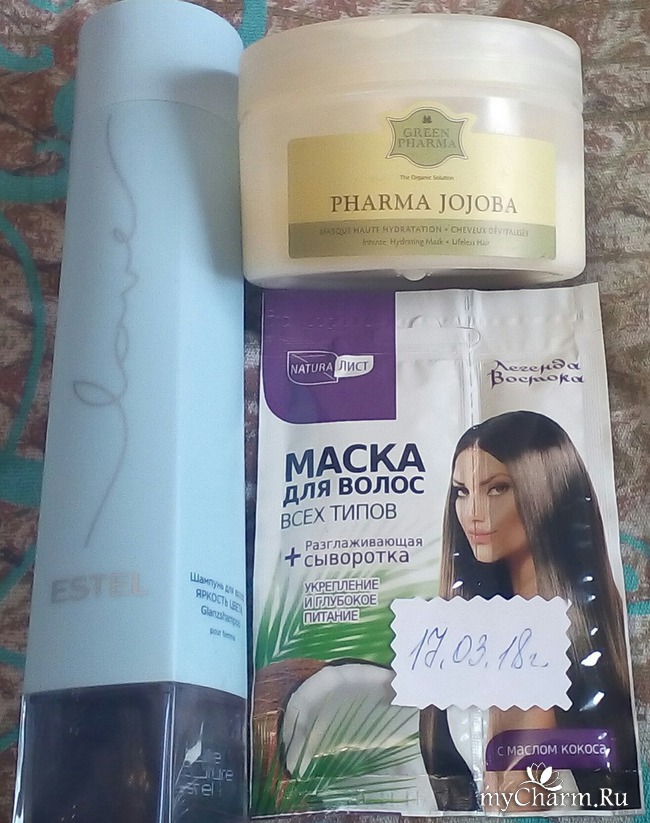 love
ESTEL
Шампунь для волос
ЯРКОСТЬ ЦВЕТА
Glanzshampoo
pour femme
GREEN
PHARMA
The Organic Solution
PHARMA JOJOBA
MASQUE HAUTE HYDRATATION • CHEVEUX DÉVITALISÉS
Intense Hydrating Mask • Lifeless Hair
NATURA ЛИСТ
Легенда
Востока
МАСКА
ДЛЯ ВОЛОС
ВСЕХ ТИПОВ
+ Разглаживающая
СЫВОРОТКА
УКРЕПЛЕНИЕ
И ГЛУБОКОЕ
ПИТАНИЕ
17.03.18г.
С МАСЛОМ КОКОСА
myCharm.Ru